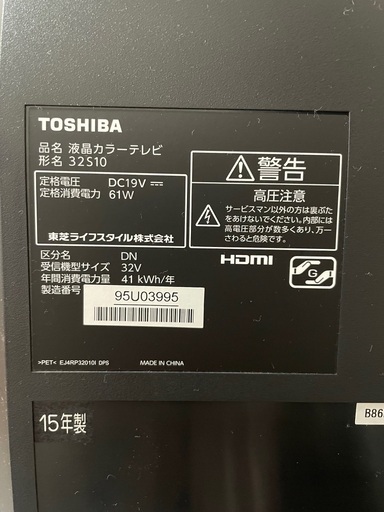 TOSHIBA
品名 液晶カラーテレビ
形名 32S10
定格電圧 DC19V ⎓
定格消費電力 61W
東芝ライフスタイル株式会社
区分名 DN
受信機型サイズ 32V
年間消費電力量 41 kWh/年
製造番号
95U03995
>PET< EJ4RP32010I DPS
MADE IN CHINA
警告
高圧注意
サービスマン以外の方は裏ぶた
をあけないでください。内部には
高電圧部分が数多くあり、万一
さわると危険です。
HDMI
G
15年製
B86